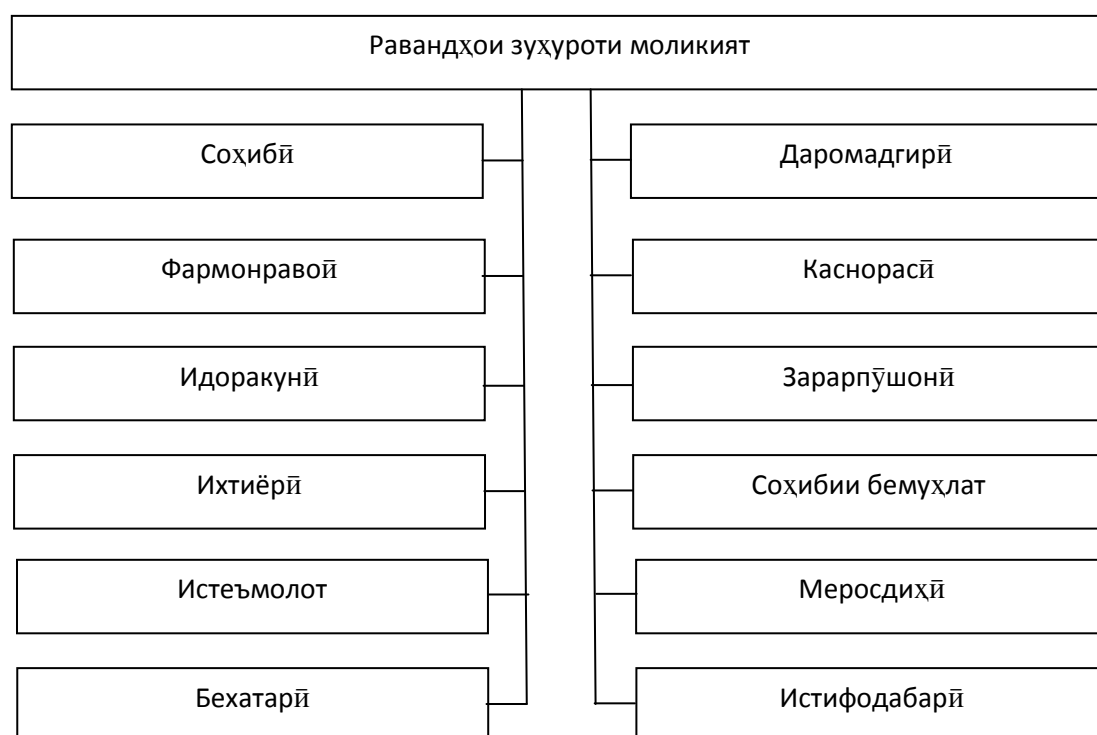 Равандҳои зуҳуроти моликият
Соҳибӣ
Даромадгирӣ
Фармонравоӣ
Каснорасӣ
Идоракунӣ
Зарарпӯшонӣ
Ихтиёрӣ
Соҳибии бемуҳлат
Истеъмолот
Меросдиҳӣ
Бехатарӣ
Истифодабарӣ